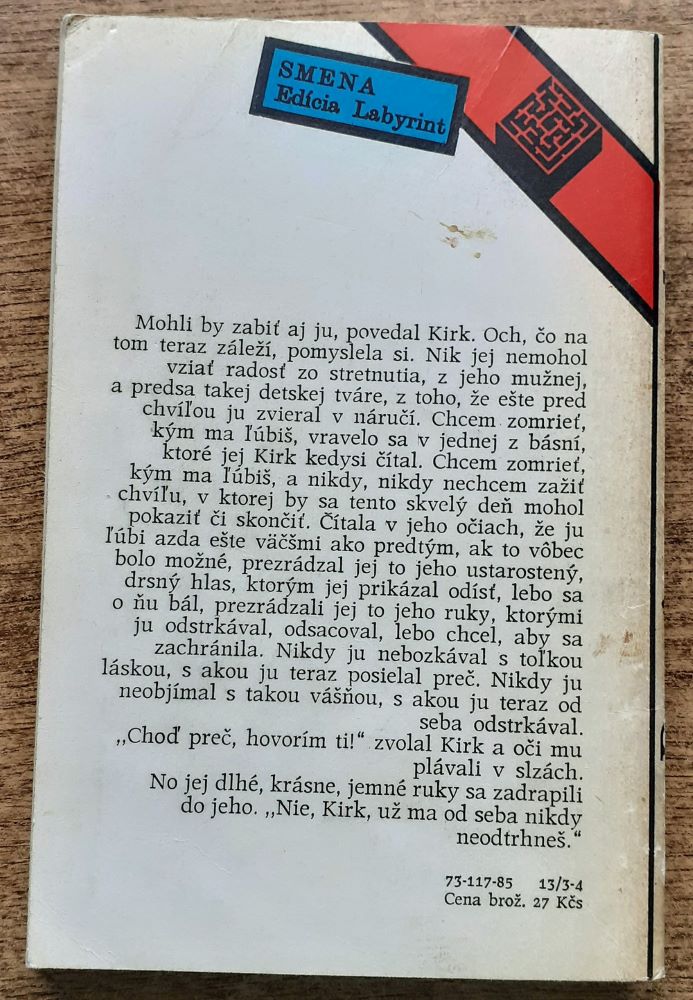 SMENA
Edícia Labyrint
Mohli by zabiť aj ju, povedal Kirk. Och, čo na
tom teraz záleží, pomyslela si. Nik jej nemohol
vziať radosť zo stretnutia, z jeho mužnej,
a predsa takej detskej tváre, z toho, že ešte pred
chvíľou ju zvieral v náručí. Chcem zomrieť,
kým ma ľúbiš, vravelo sa v jednej z básní,
ktoré jej Kirk kedysi čítal. Chcem zomrieť,
kým ma ľúbiš, a nikdy, nikdy nechcem zažiť
chvíľu, v ktorej by sa tento skvelý deň mohol
pokaziť či skončiť. Čítala v jeho očiach, že ju
ľúbi azda ešte väčšmi ako predtým, ak to vôbec
bolo možné, prezrádzal jej to jeho ustarostený,
drsný hlas, ktorým jej prikázal odísť, lebo sa
o ňu bál, prezrádzali jej to jeho ruky, ktorými
ju odstrkával, odsacoval, lebo chcel, aby sa
zachránila. Nikdy ju nebozkával s toľkou
láskou, s akou ju teraz posielal preč. Nikdy ju
neobjímal s takou vášňou, s akou ju teraz od
seba odstrkával.
„Choď preč, hovorím ti!“ zvolal Kirk a oči mu
plávali v slzách.
No jej dlhé, krásne, jemné ruky sa zadrapili
do jeho. „Nie, Kirk, už ma od seba nikdy
neodtrhneš.“
73-117-85 13/3-4
Cena brož. 27 Kčs